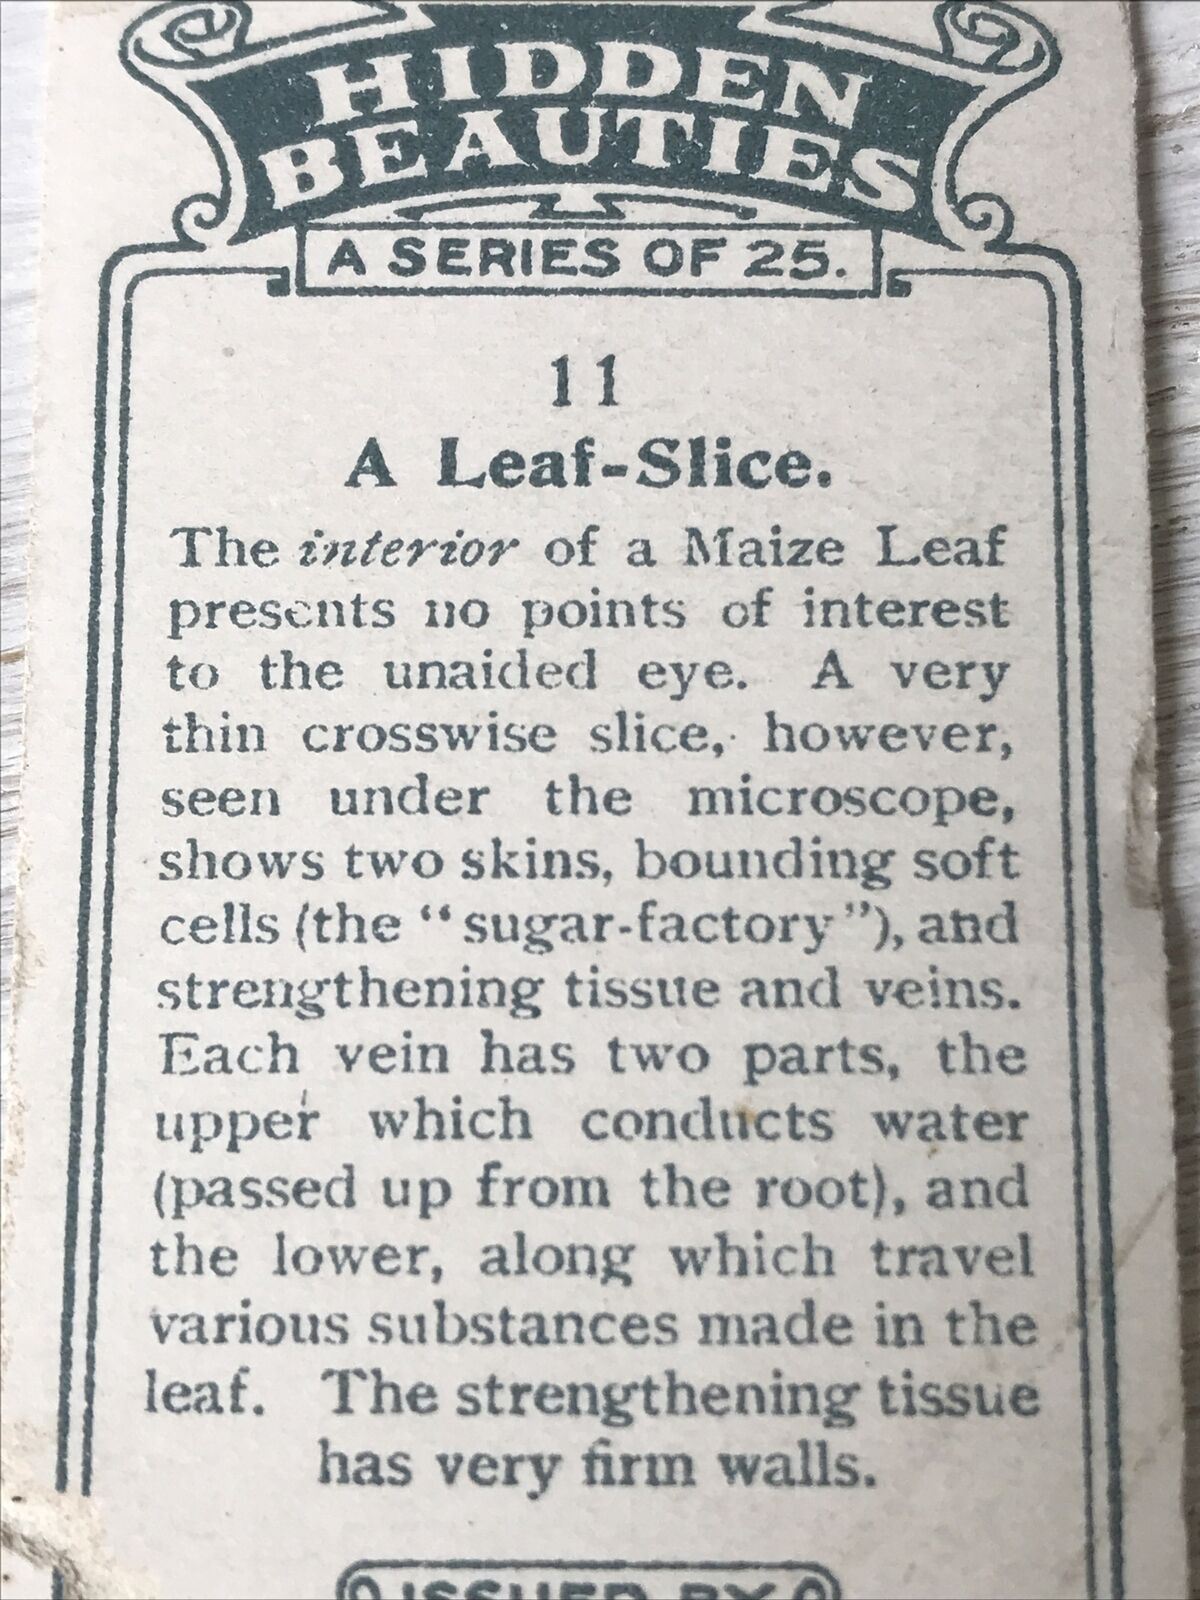 HIDDEN
BEAUTIES
A SERIES OF 25.
11
A Leaf-Slice.
The interior of a Maize Leaf
presents no points of interest
to the unaided eye. A very
thin crosswise slice, however,
seen under the microscope,
shows two skins, bounding soft
cells (the "sugar-factory"), and
strengthening tissue and veins.
Each vein has two parts, the
upper which conducts water
(passed up from the root), and
the lower, along which travel
various substances made in the
leaf. The strengthening tissue
has very firm walls.
ISSUED BY